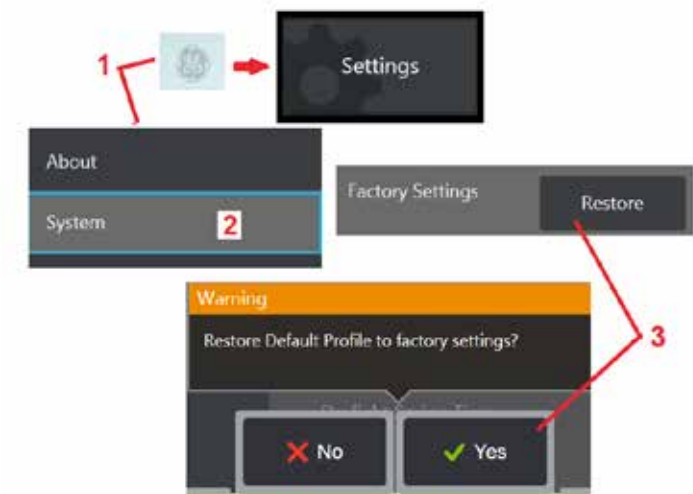 1
Settings
About
System
2
Factory Settings
Restore
Warning
Restore Default Profile to factory settings?
3
No
Yes